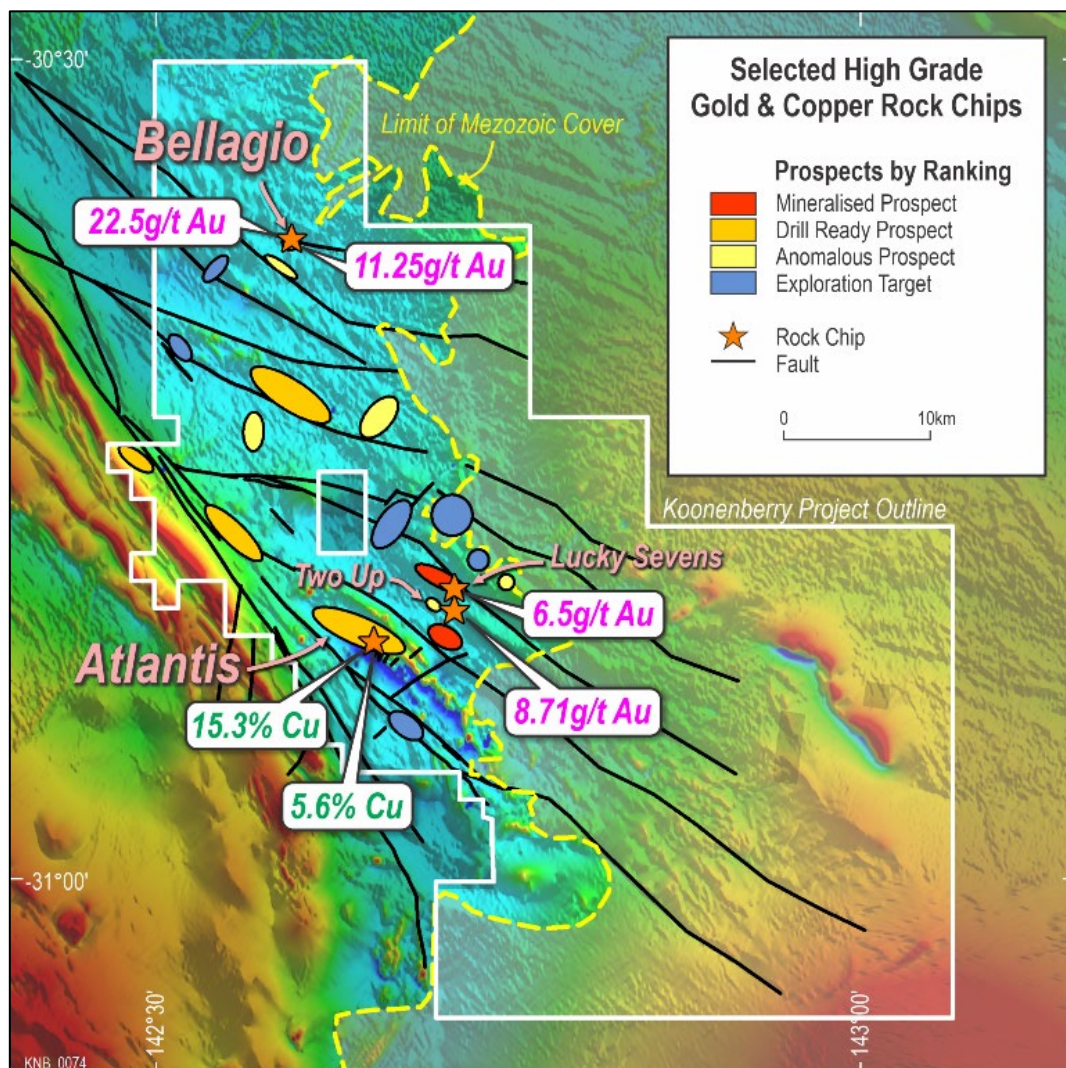 -30°30'
Selected High Grade
Gold & Copper Rock Chips
Prospects by Ranking
Mineralised Prospect
Drill Ready Prospect
Anomalous Prospect
Exploration Target
Rock Chip
Fault
0 10km
Limit of Mezozoic Cover
Bellagio
22.5g/t Au
11.25g/t Au
Koonenberry Project Outline
Lucky Sevens
Two Up
6.5g/t Au
Atlantis
8.71g/t Au
15.3% Cu
5.6% Cu
-31°00'
142°30'
143°00'
KNB_0074